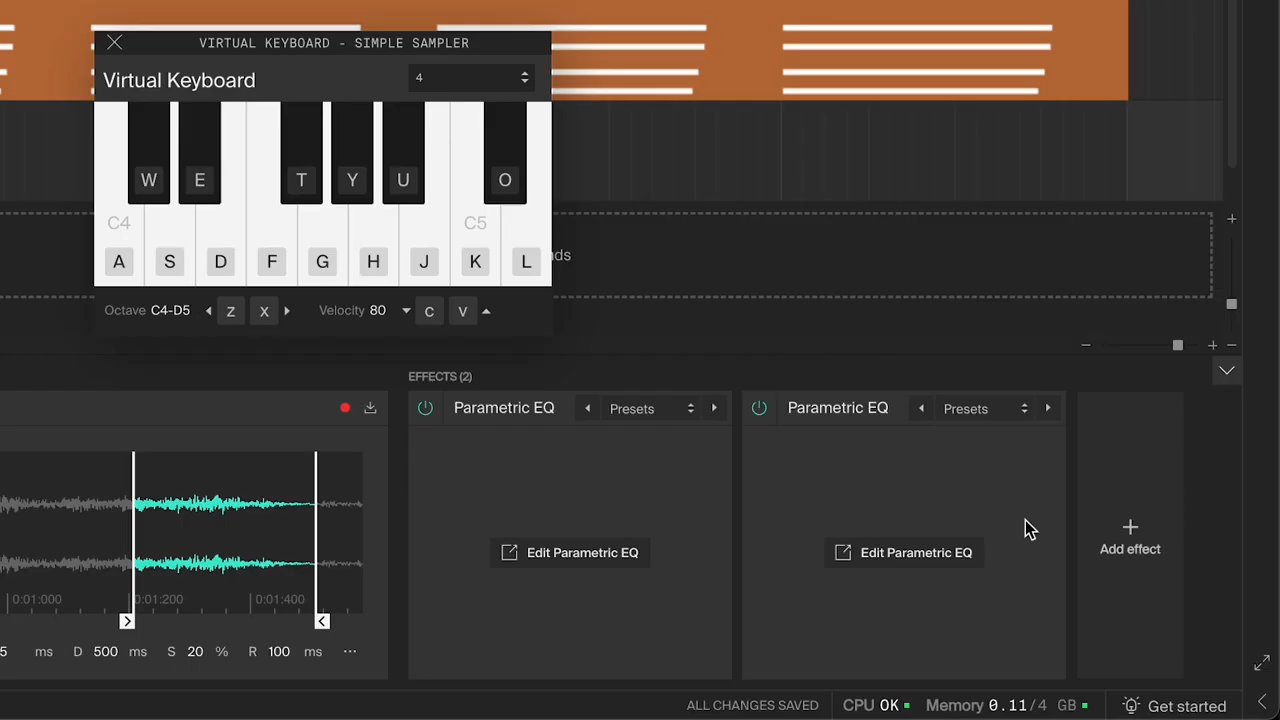 VIRTUAL KEYBOARD - SIMPLE SAMPLER
Virtual Keyboard
4
W E T Y U O
C4 C5
A S D F G H J K L
nds
Octave C4-D5 Z X Velocity 80 C V
EFFECTS (2)
Parametric EQ Presets
Parametric EQ Presets
Edit Parametric EQ
Edit Parametric EQ
Add effect
0:01:000 0:01:200 0:01:400
5 ms D 500 ms S 20 % R 100 ms ...
ALL CHANGES SAVED CPU OK Memory 0.11/4 GB Get started